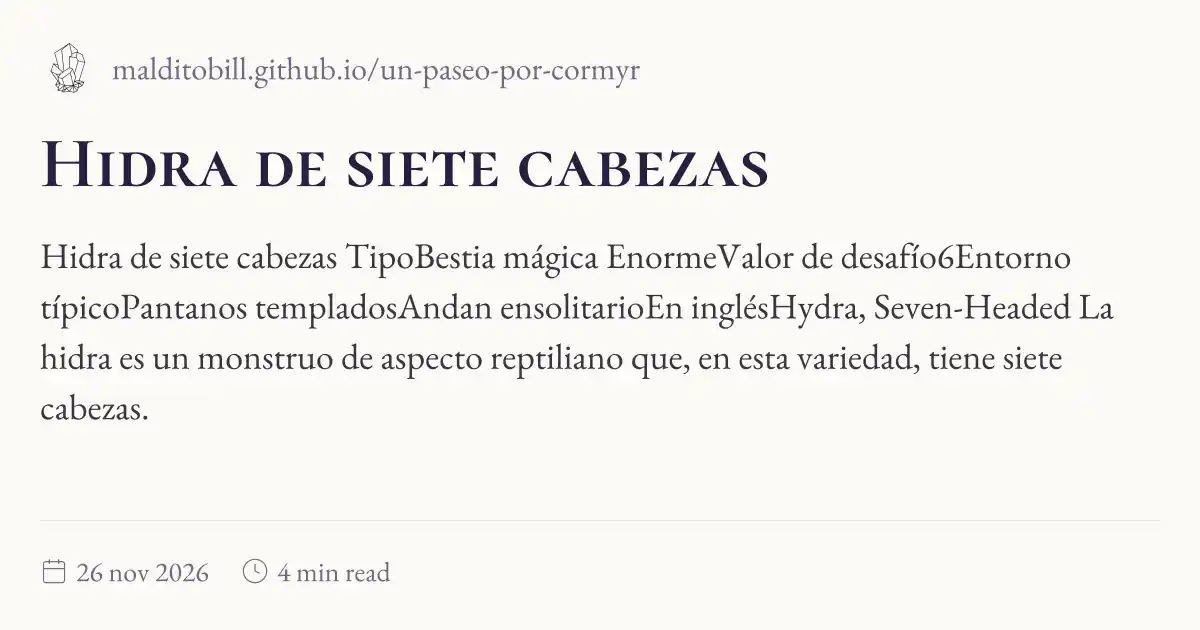 malditobill.github.io/un-paseo-por-cormyr
Hidra de siete cabezas
Hidra de siete cabezas TipoBestia mágica EnormeValor de desafío6Entorno
típicoPantanos templadosAndan ensolitarioEn inglésHydra, Seven-Headed La
hidra es un monstruo de aspecto reptiliano que, en esta variedad, tiene siete
cabezas.
26 nov 2026 4 min read